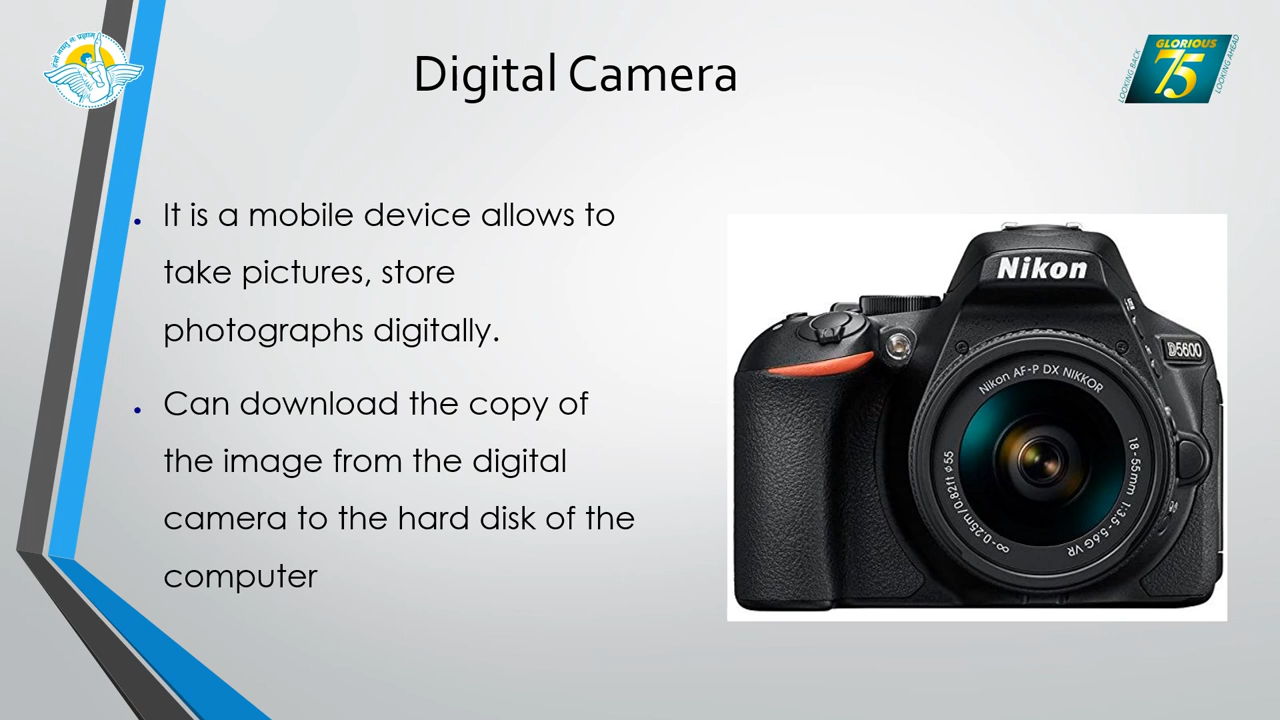 Digital Camera
GLORIOUS
75
LOOKING BACK
LOOKING AHEAD
It is a mobile device allows to
take pictures, store
photographs digitally.
Can download the copy of
the image from the digital
camera to the hard disk of the
computer
Nikon
D5600
Nikon AF-P DX NIKKOR
18-55mm 1:3.5-5.6G VR
∞-0.25m/0.82ft ⌀55